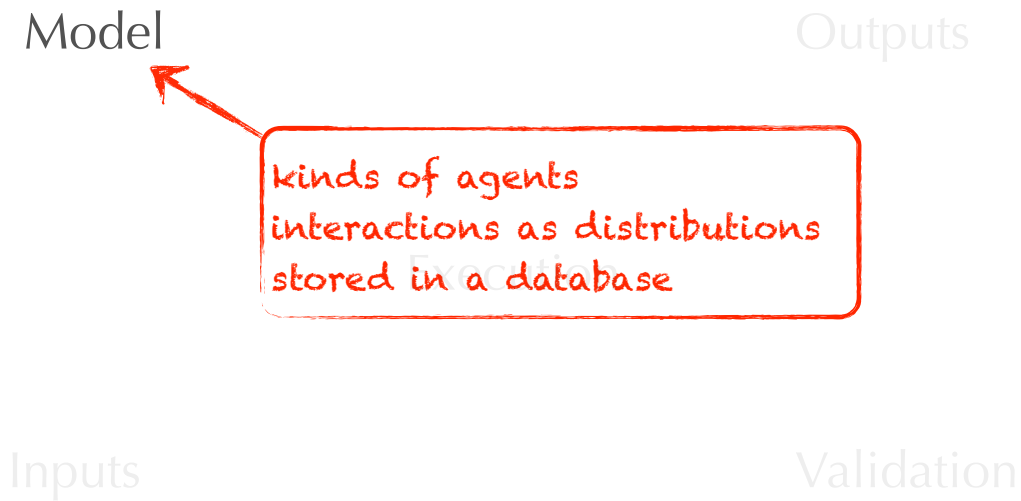 Model
Outputs
kinds of agents
interactions as distributions
Execution
stored in a database
Inputs
Validation